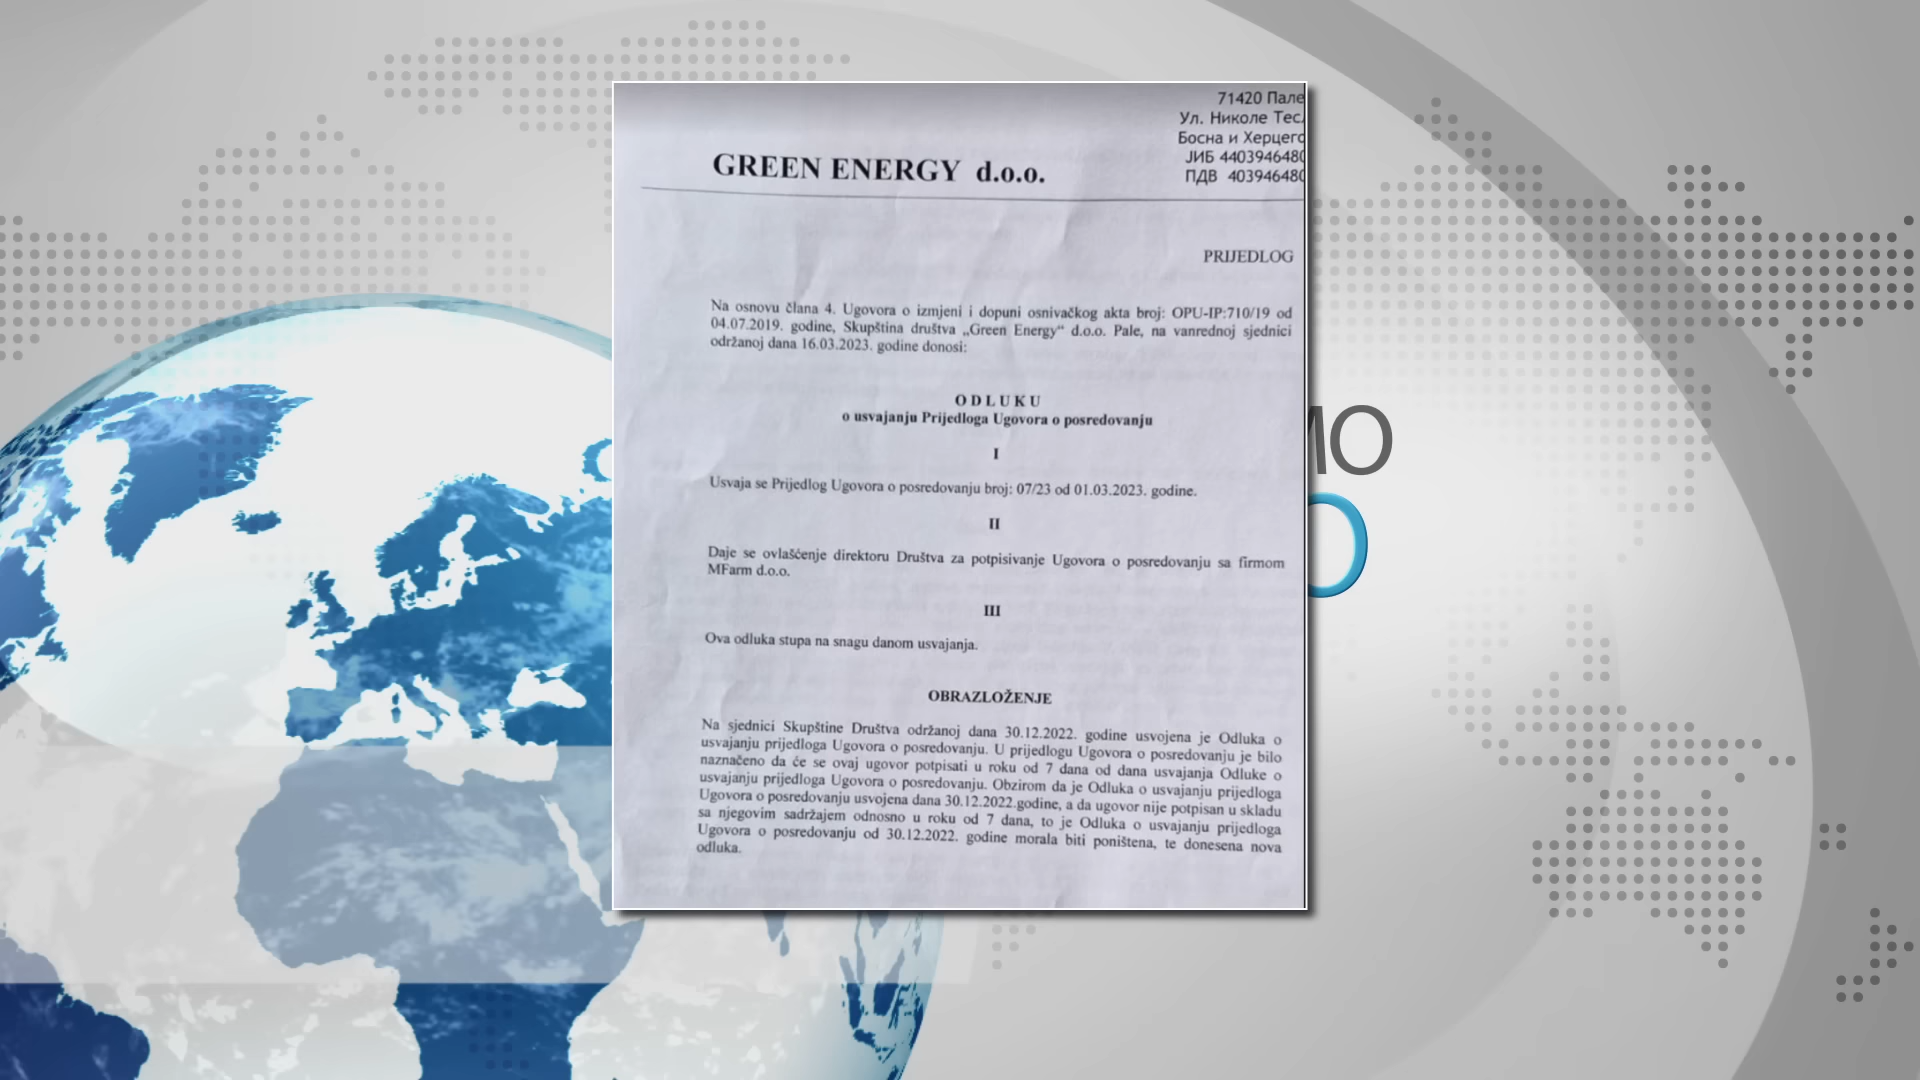 71420 Пале
Ул. Николе Тес
Босна и Херцего
ЈИБ 440394648
ПДВ 40394648
GREEN ENERGY d.o.o.
PRIJEDLOG
Na osnovu člana 4. Ugovora o izmjeni i dopuni osnivačkog akta broj: OPU-IP:710/19 od
04.07.2019. godine, Skupština društva „Green Energy“ d.o.o. Pale, na vanrednoj sjednici
održanoj dana 16.03.2023. godine donosi:
O D L U K U
o usvajanju Prijedloga Ugovora o posredovanju
I
Usvaja se Prijedlog Ugovora o posredovanju broj: 07/23 od 01.03.2023. godine.
II
Daje se ovlašćenje direktoru Društva za potpisivanje Ugovora o posredovanju sa firmom
MFarm d.o.o.
III
Ova odluka stupa na snagu danom usvajanja.
OBRAZLOŽENJE
Na sjednici Skupštine Društva održanoj dana 30.12.2022. godine usvojena je Odluka o
usvajanju prijedloga Ugovora o posredovanju. U prijedlogu Ugovora o posredovanju je bilo
naznačeno da će se ovaj ugovor potpisati u roku od 7 dana od dana usvajanja Odluke o
usvajanju prijedloga Ugovora o posredovanju. Obzirom da je Odluka o usvajanju prijedloga
Ugovora o posredovanju usvojena dana 30.12.2022.godine, a da ugovor nije potpisan u skladu
sa njegovim sadržajem odnosno u roku od 7 dana, to je Odluka o usvajanju prijedloga
Ugovora o posredovanju od 30.12.2022. godine morala biti poništena, te donesena nova
odluka.